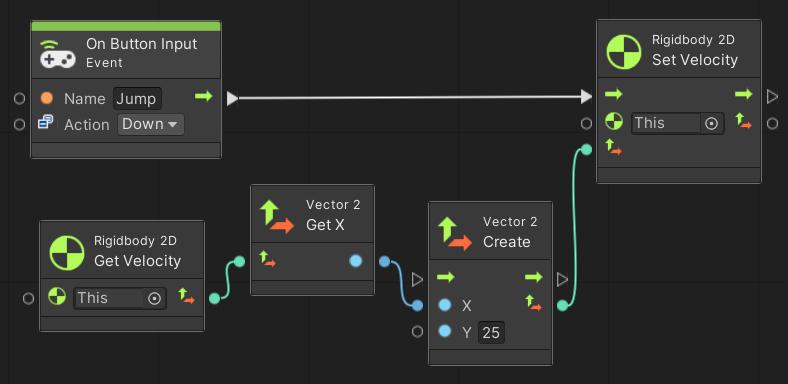 On Button Input
Event
Name Jump
Action Down
Rigidbody 2D
Set Velocity
This
Rigidbody 2D
Get Velocity
This
Vector 2
Get X
Vector 2
Create
X
Y 25